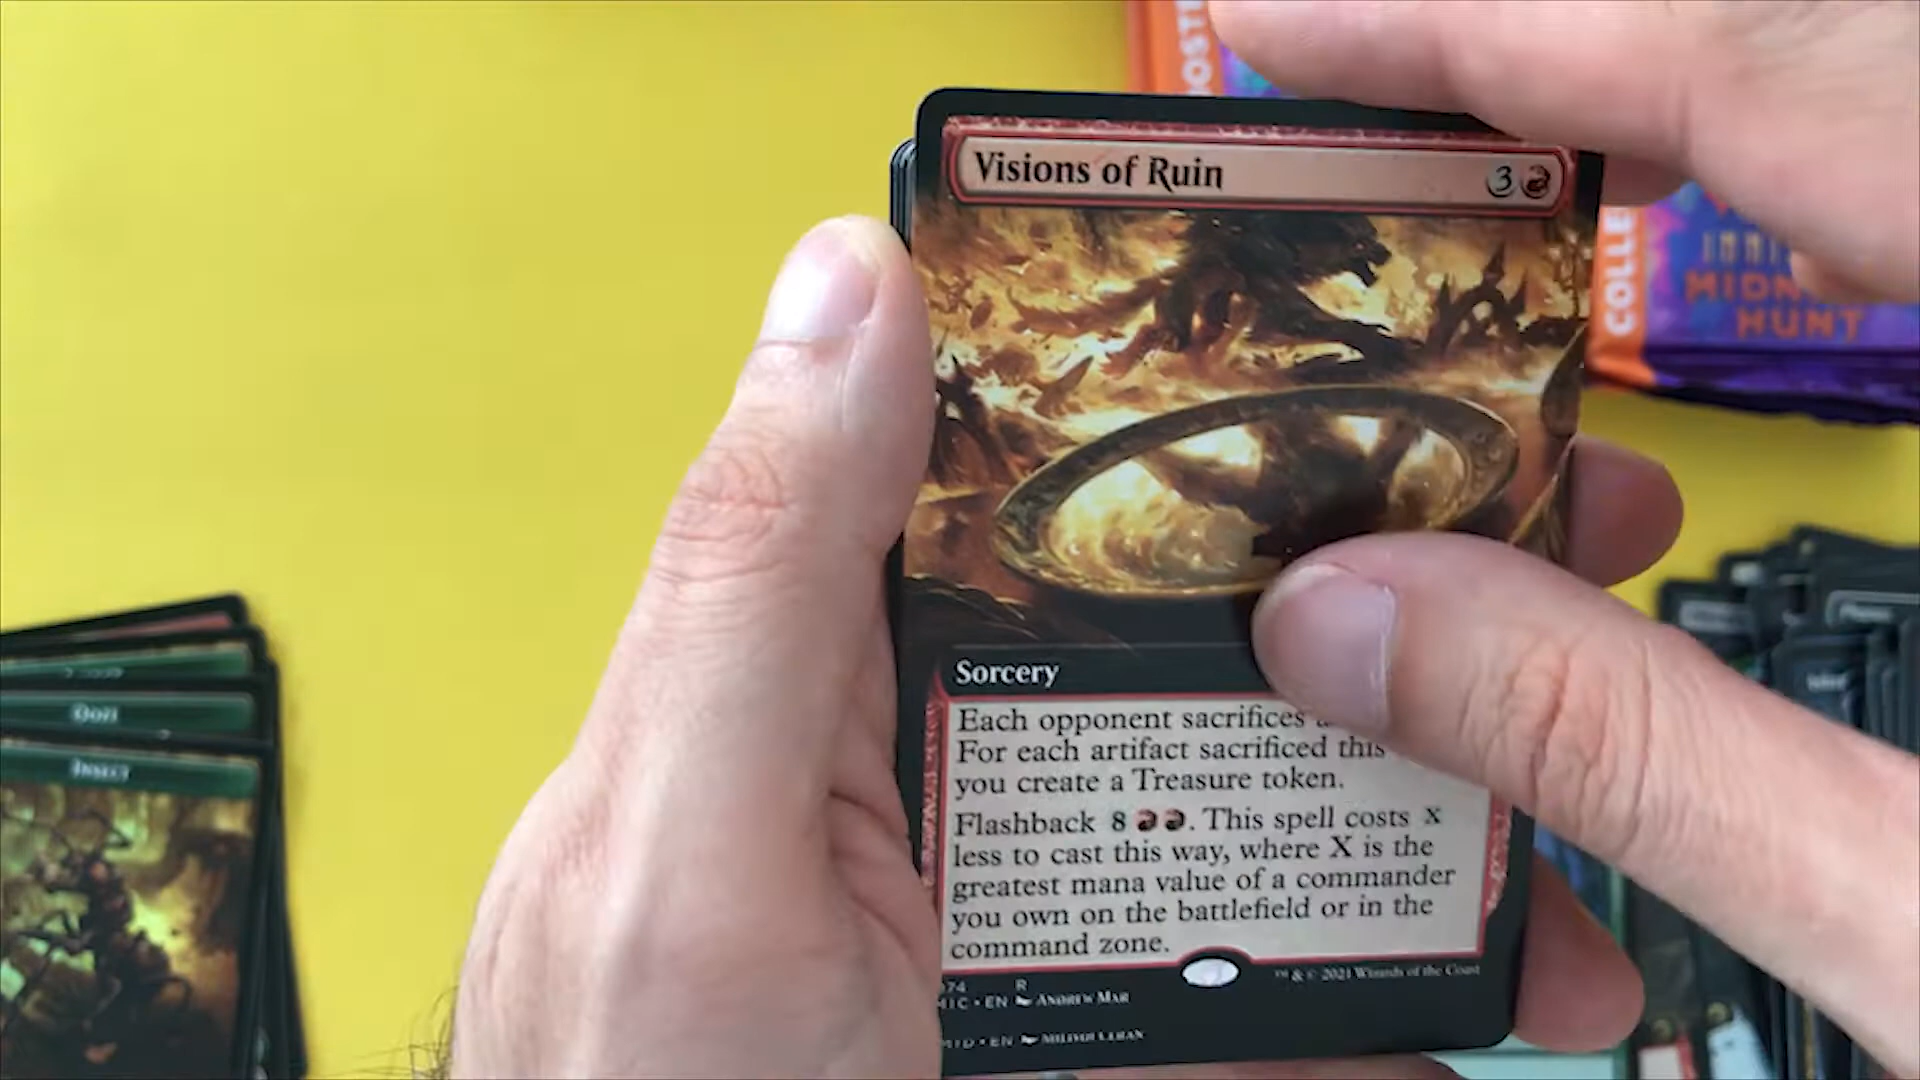 Visions of Ruin
3
Sorcery
Each opponent sacrifices
For each artifact sacrificed this
you create a Treasure token.
Flashback 8 . This spell costs X
less to cast this way, where X is the
greatest mana value of a commander
you own on the battlefield or in the
command zone.
R
™ & © 2021 Wizards of the Coast
EN ANDREW MAR
EN
COLLE
MIDN
HUNT
OOZE
INSECT